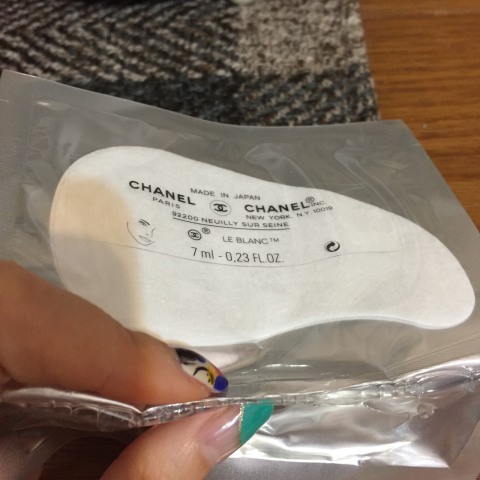 MADE IN JAPAN
CHANEL CHANEL® INC.
PARIS NEW YORK, N.Y. 10019
92200 NEUILLY SUR SEINE
® LE BLANC™
7 ml - 0.23 FL.OZ.